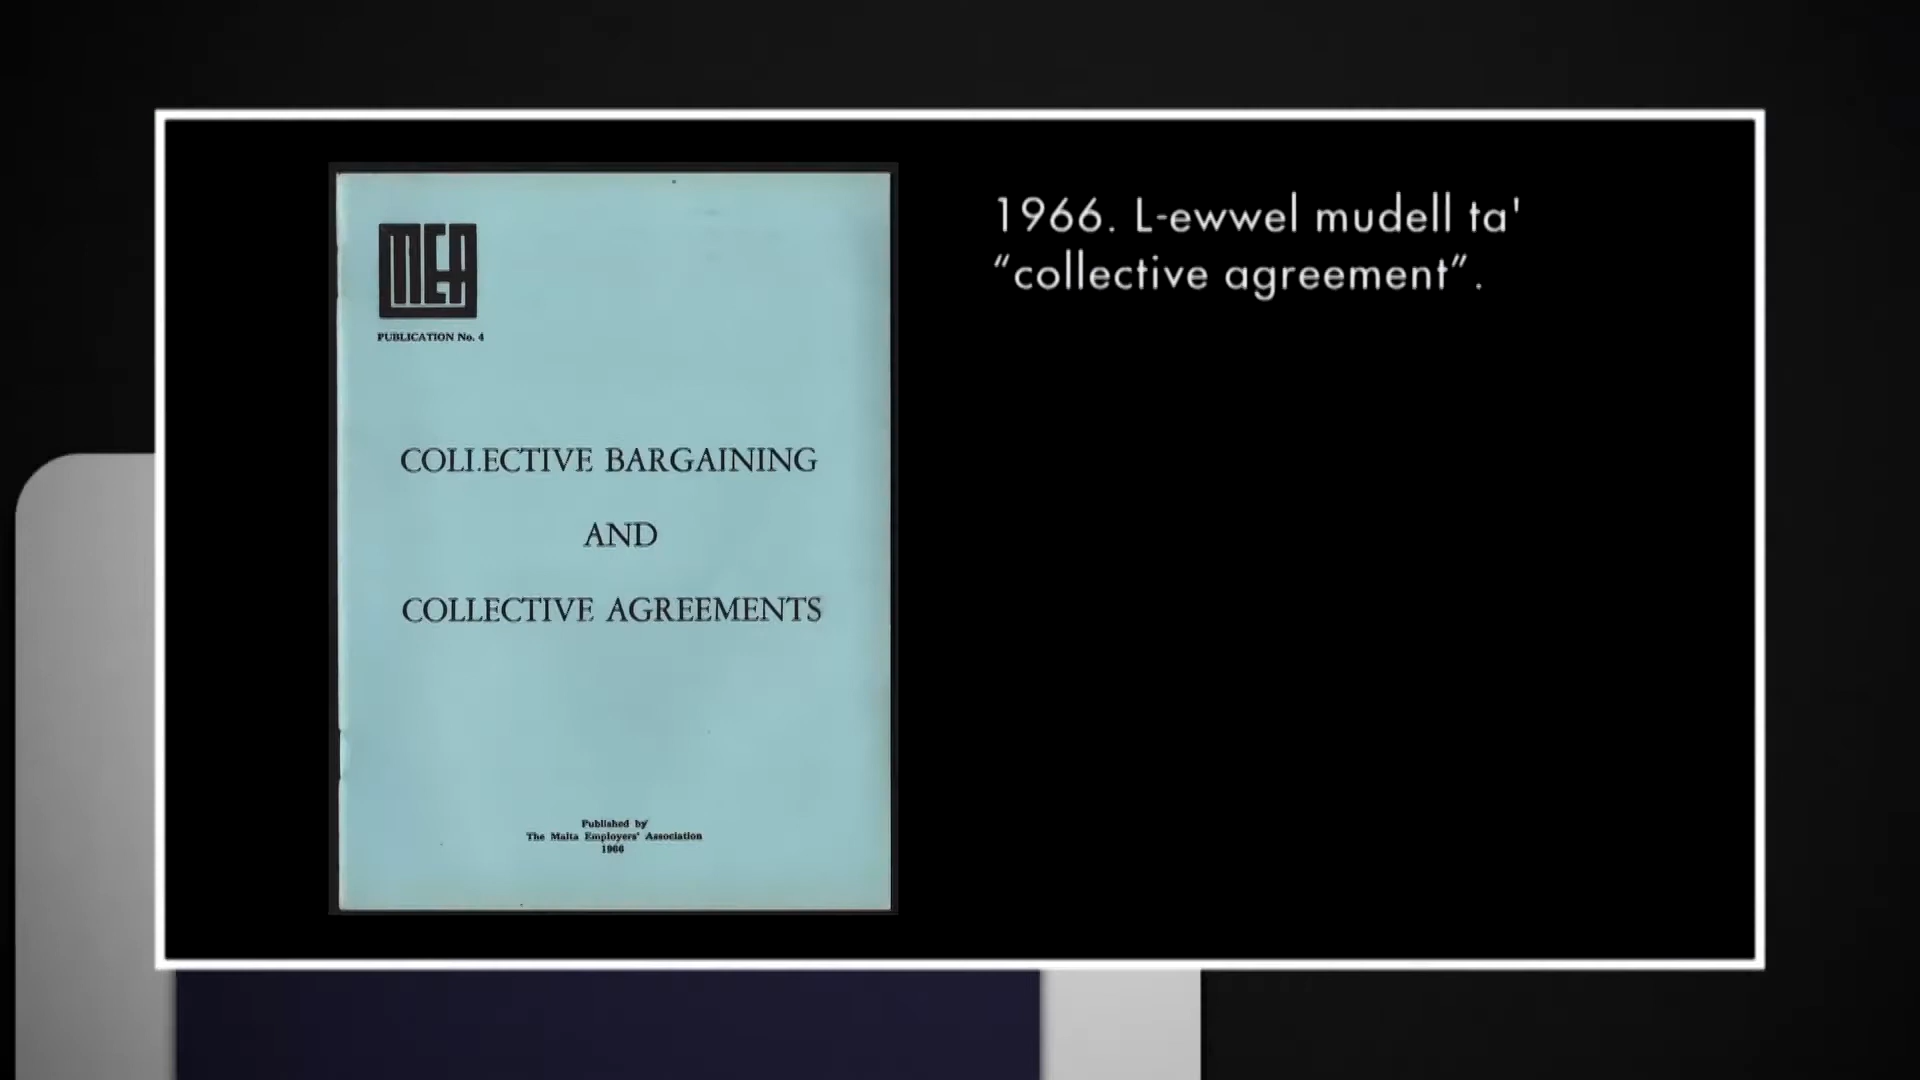 MEA
PUBLICATION No. 4
COLLECTIVE BARGAINING
AND
COLLECTIVE AGREEMENTS
Published by
The Malta Employers' Association
1966
1966. L-ewwel mudell ta'
“collective agreement”.